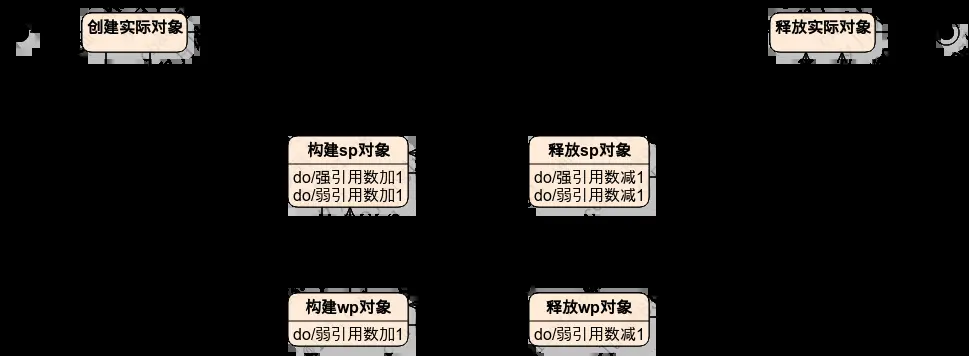 创建实际对象
释放实际对象
构建sp对象
do/强引用数加1
do/弱引用数加1
释放sp对象
do/强引用数减1
do/弱引用数减1
构建wp对象
do/弱引用数加1
释放wp对象
do/弱引用数减1